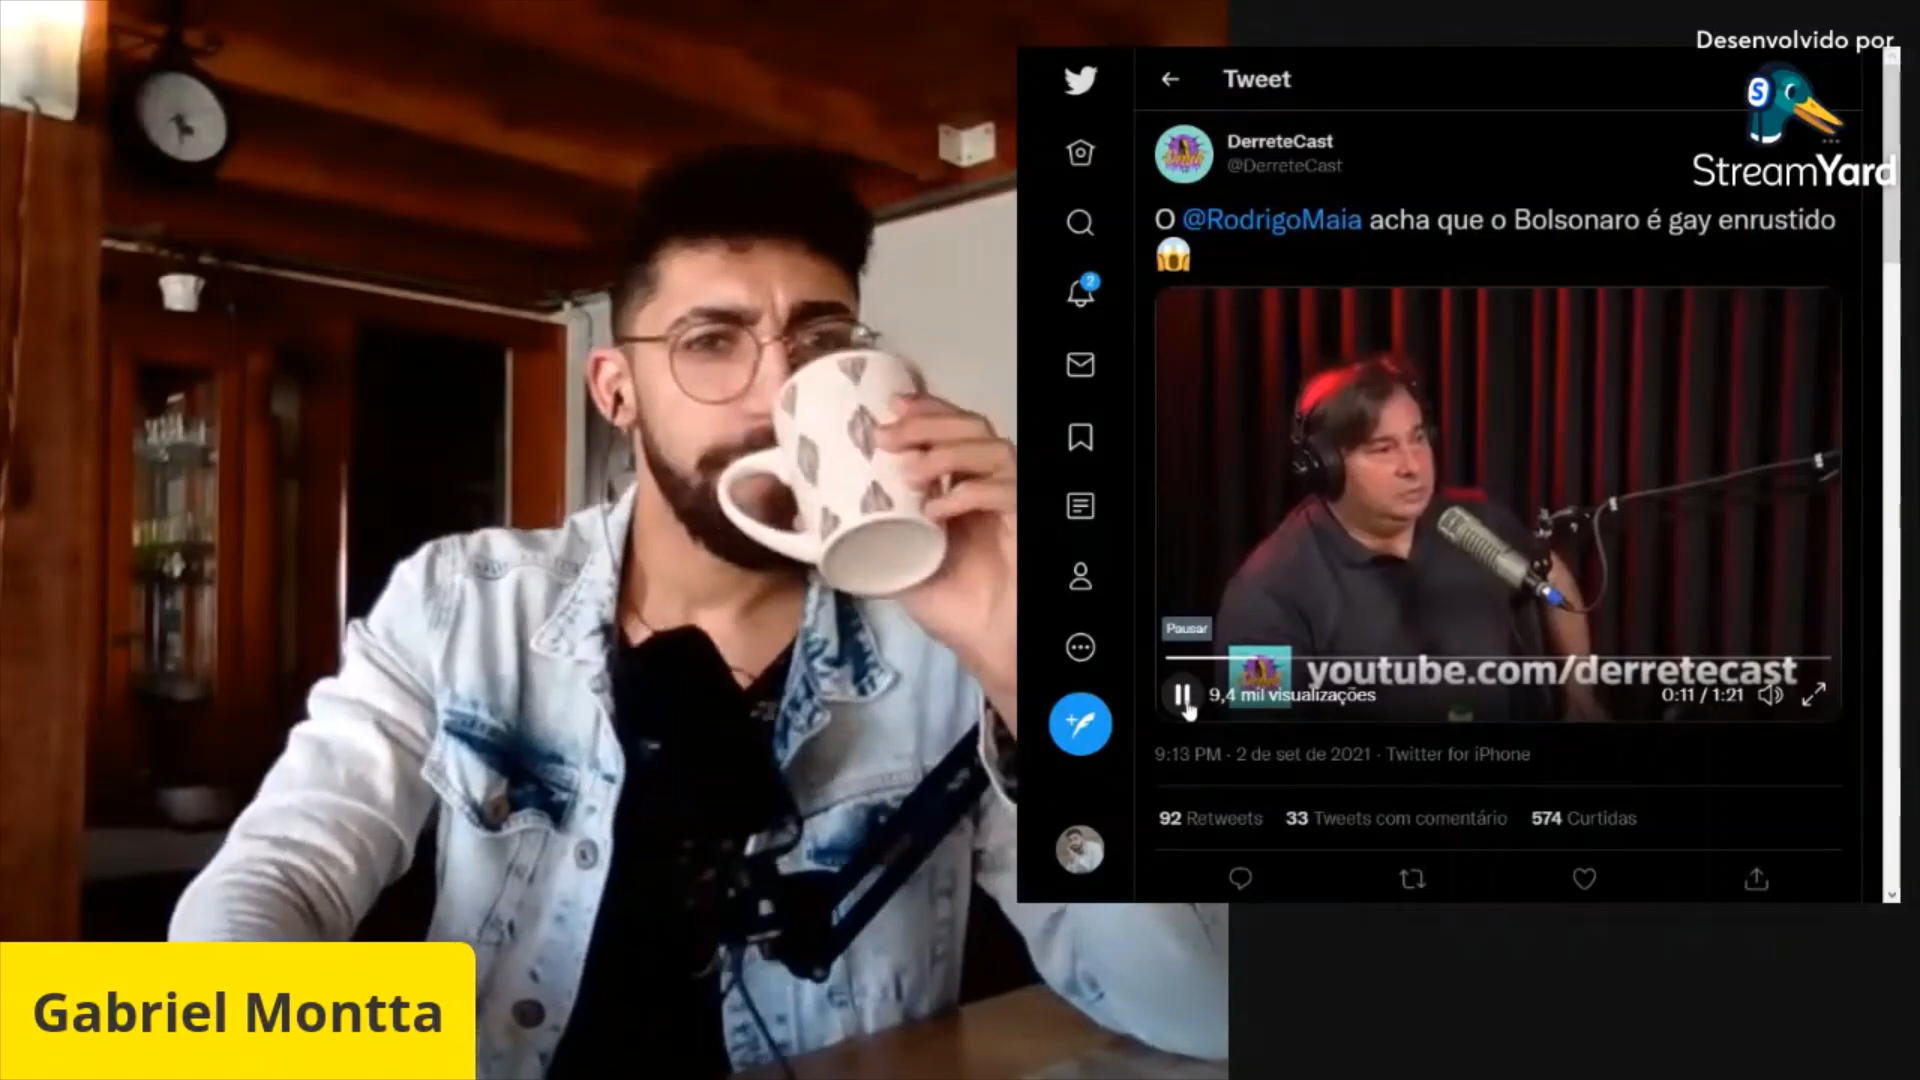 Desenvolvido por
StreamYard
Tweet
DerreteCast
@DerreteCast
O @RodrigoMaia acha que o Bolsonaro é gay enrustido
2
Pausar
youtube.com/derretecast
9,4 mil visualizações
0:11 / 1:21
9:13 PM · 2 de set de 2021 · Twitter for iPhone
92 Retweets 33 Tweets com comentário 574 Curtidas
Gabriel Montta